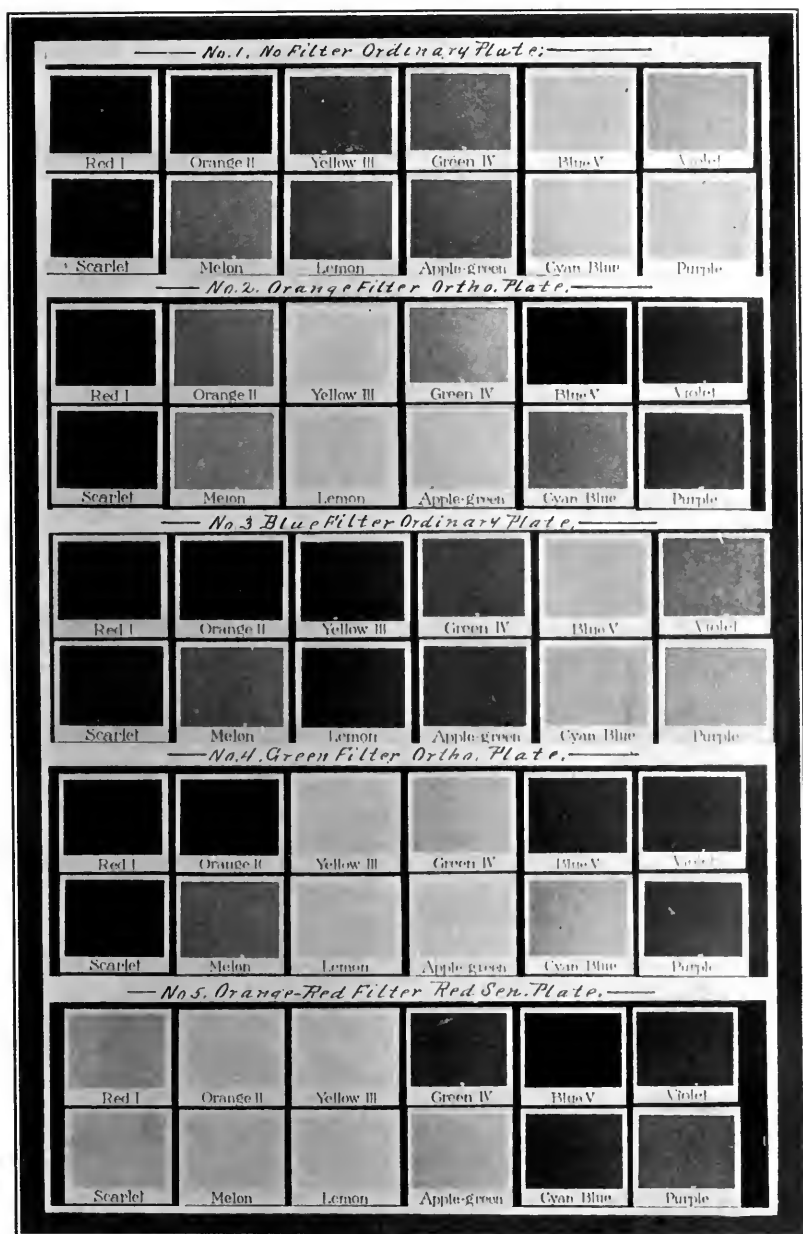 No.1. No Filter Ordinary Plate.
Red I Orange II Yellow III Green IV Blue V Violet
Scarlet Melon Lemon Apple-green Cyan Blue Purple
No.2. Orange Filter Ortho. Plate.
Red I Orange II Yellow III Green IV Blue V Violet
Scarlet Melon Lemon Apple-green Cyan Blue Purple
No.3 Blue Filter Ordinary Plate.
Red I Orange II Yellow III Green IV Blue V Violet
Scarlet Melon Lemon Apple-green Cyan Blue Purple
No.4. Green Filter Ortho. Plate.
Red I Orange II Yellow III Green IV Blue V Violet
Scarlet Melon Lemon Apple-green Cyan Blue Purple
No5. Orange-Red Filter Red Sen. Plate.
Red I Orange II Yellow III Green IV Blue V Violet
Scarlet Melon Lemon Apple-green Cyan Blue Purple